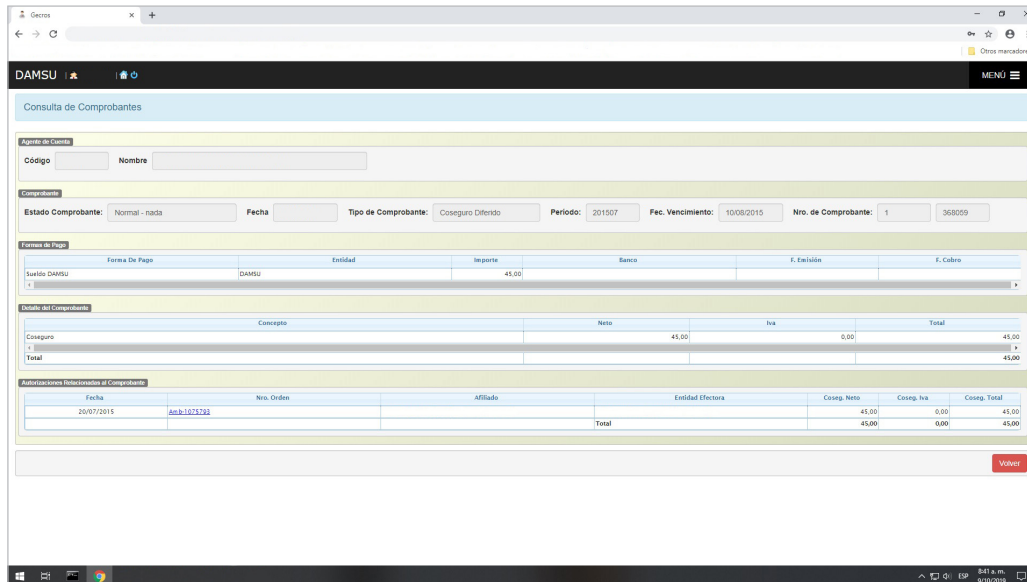 Gecros
Otros marcadore
DAMSU
MENÚ
Consulta de Comprobantes
Agente de Cuenta
Código Nombre
Comprobante
Estado Comprobante: Normal - nada Fecha Tipo de Comprobante: Coseguro Diferido Período: 201507 Fec. Vencimiento: 10/08/2015 Nro. de Comprobante: 1 368059
Formas de Pago
Forma De Pago Entidad Importe Banco F. Emisión F. Cobro
Sueldo DAMSU DAMSU 45,00
Detalle del Comprobante
Concepto Neto Iva Total
Coseguro 45,00 0,00 45,00
Total 45,00
Autorizaciones Relacionadas al Comprobante
Fecha Nro. Orden Afiliado Entidad Efectora Coseg. Neto Coseg. Iva Coseg. Total
20/07/2015 Amb-1075793 45,00 0,00 45,00
Total 45,00 0,00 45,00
Volver
ESP 8:41 a. m.
9/10/2019